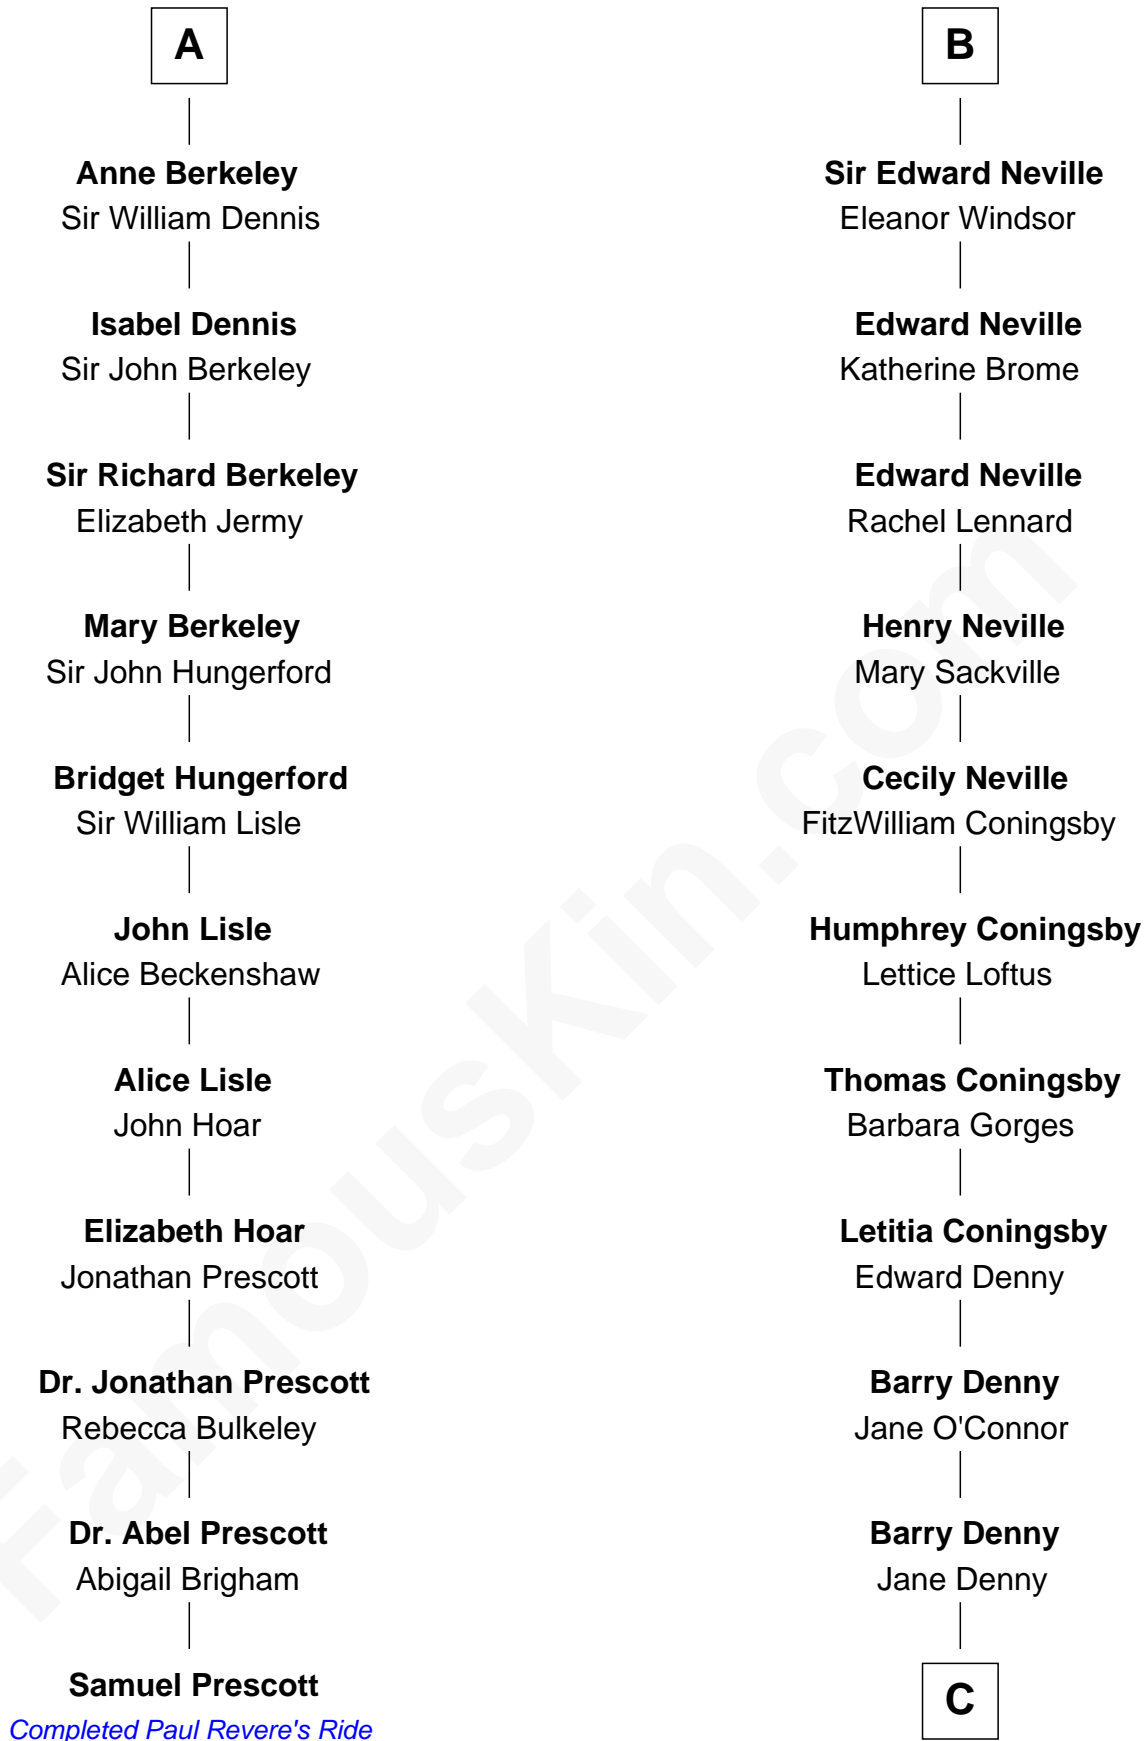 A
Anne Berkeley
Sir William Dennis
Isabel Dennis
Sir John Berkeley
Sir Richard Berkeley
Elizabeth Jermy
Mary Berkeley
Sir John Hungerford
Bridget Hungerford
Sir William Lisle
John Lisle
Alice Beckenshaw
Alice Lisle
John Hoar
Elizabeth Hoar
Jonathan Prescott
Dr. Jonathan Prescott
Rebecca Bulkeley
Dr. Abel Prescott
Abigail Brigham
Samuel Prescott
Completed Paul Revere's Ride
B
Sir Edward Neville
Eleanor Windsor
Edward Neville
Katherine Brome
Edward Neville
Rachel Lennard
Henry Neville
Mary Sackville
Cecily Neville
FitzWilliam Coningsby
Humphrey Coningsby
Lettice Loftus
Thomas Coningsby
Barbara Gorges
Letitia Coningsby
Edward Denny
Barry Denny
Jane O'Connor
Barry Denny
Jane Denny
C
FamousKin.com